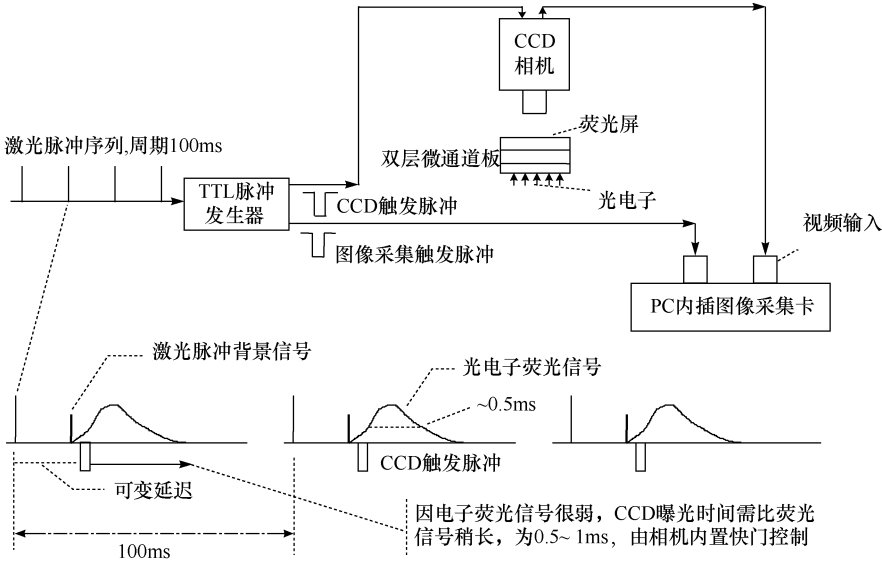 CCD
相机
荧光屏
激光脉冲序列,周期100ms
双层微通道板
TTL脉冲
发生器
CCD触发脉冲
光电子
视频输入
图像采集触发脉冲
PC内插图像采集卡
激光脉冲背景信号
光电子荧光信号
~0.5ms
CCD触发脉冲
可变延迟
因电子荧光信号很弱，CCD曝光时间需比荧光
信号稍长，为0.5~ 1ms，由相机内置快门控制
100ms